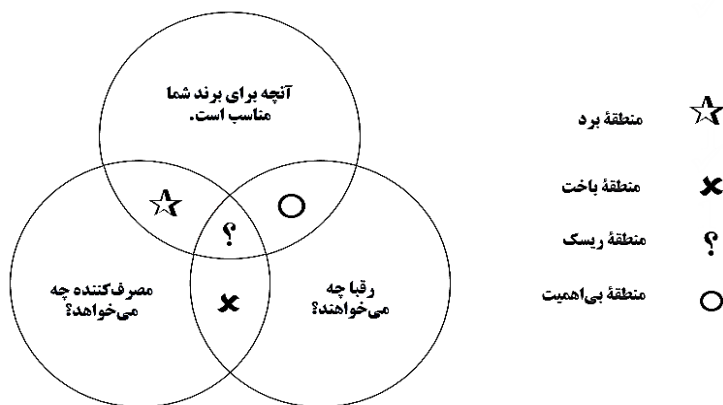 آنچه برای برند شما
مناسب است.
؟
مصرف‌کننده چه
می‌خواهد؟
رقبا چه
می‌خواهند؟
منطقهٔ برد
منطقهٔ باخت
منطقهٔ ریسک
؟
منطقهٔ بی‌اهمیت